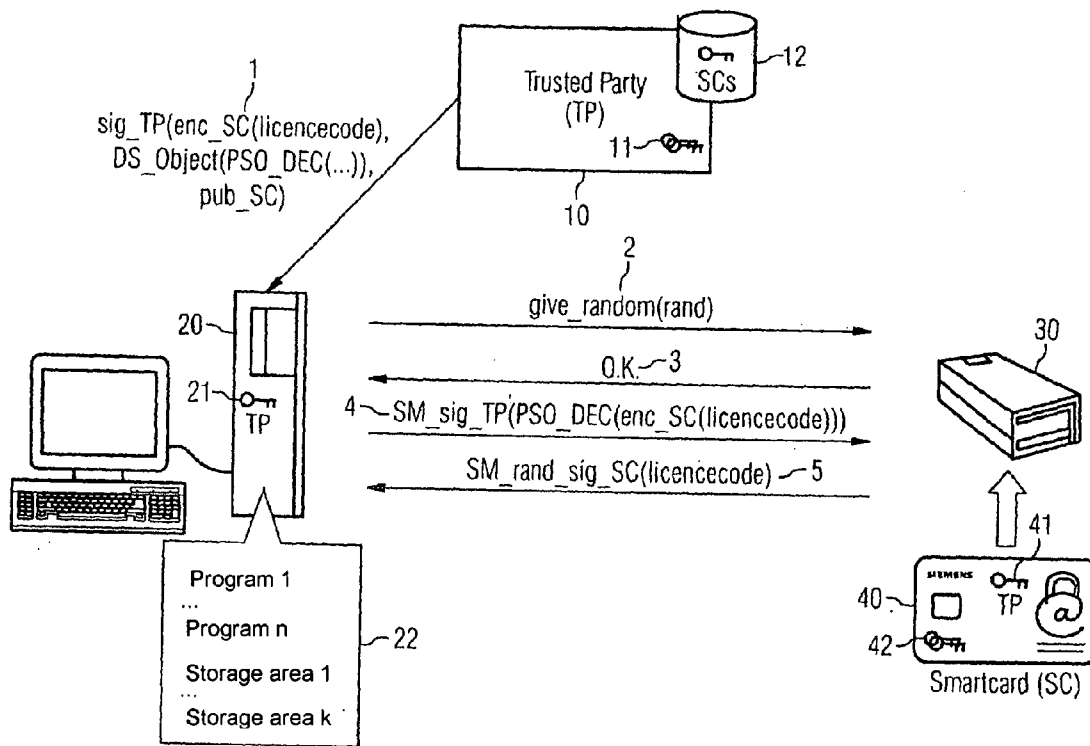 1
sig_TP(enc_SC(licencecode),
DS_Object(PSO_DEC(...)),
pub_SC)
Trusted Party
(TP)
SCs
12
11
10
2
give_random(rand)
20
30
O.K.
3
21
TP
4
SM_sig_TP(PSO_DEC(enc_SC(licencecode)))
SM_rand_sig_SC(licencecode)
5
Program 1
...
Program n
Storage area 1
...
Storage area k
22
41
SIEMENS
TP
40
@
42
Smartcard (SC)